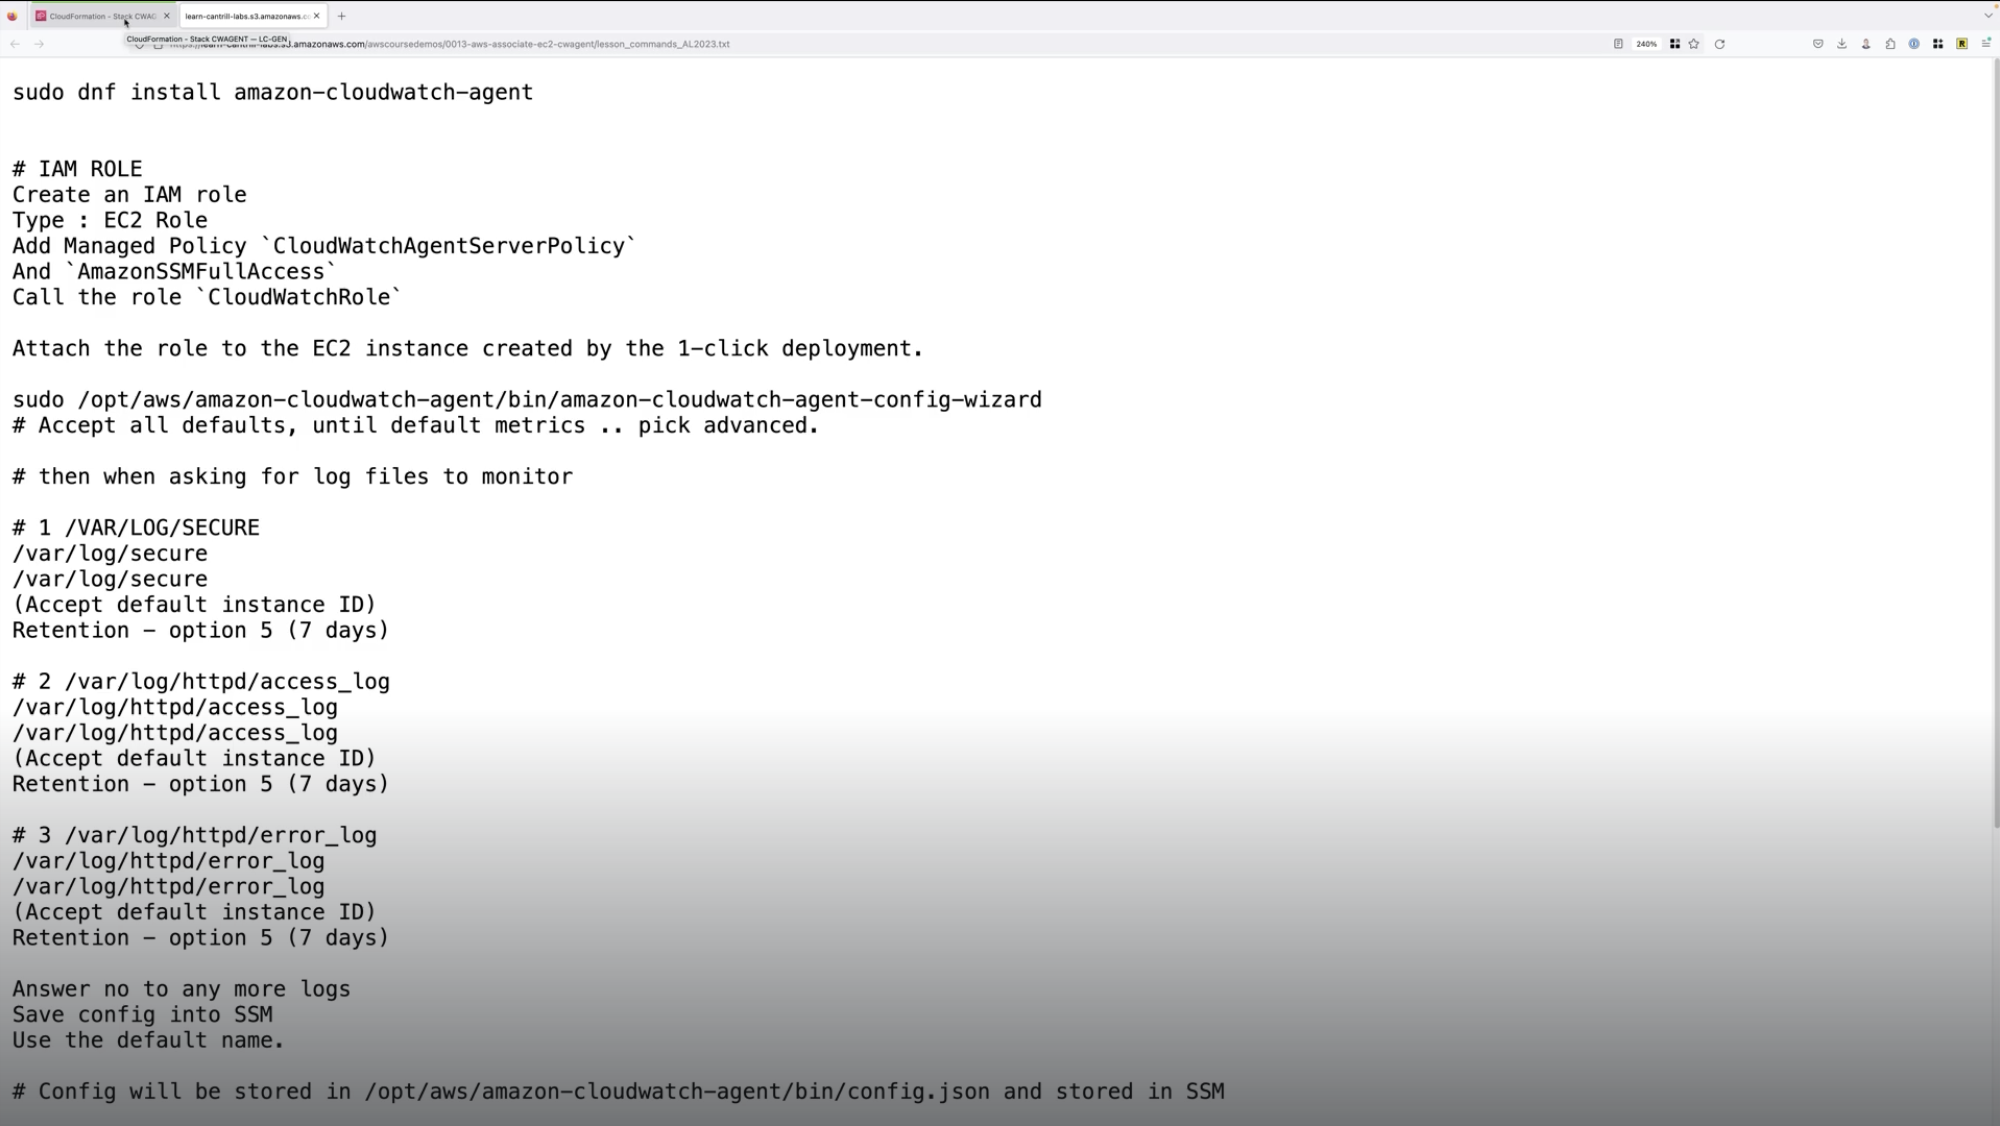 CloudFormation - Stack CWAG
learn-cantrill-labs.s3.amazonaws.c
CloudFormation - Stack CWAGENT — LC-GEN
.amazonaws.com/awscoursedemos/0013-aws-associate-ec2-cwagent/lesson_commands_AL2023.txt
240%
sudo dnf install amazon-cloudwatch-agent
# IAM ROLE
Create an IAM role
Type : EC2 Role
Add Managed Policy `CloudWatchAgentServerPolicy`
And `AmazonSSMFullAccess`
Call the role `CloudWatchRole`
Attach the role to the EC2 instance created by the 1-click deployment.
sudo /opt/aws/amazon-cloudwatch-agent/bin/amazon-cloudwatch-agent-config-wizard
# Accept all defaults, until default metrics .. pick advanced.
# then when asking for log files to monitor
# 1 /VAR/LOG/SECURE
/var/log/secure
/var/log/secure
(Accept default instance ID)
Retention - option 5 (7 days)
# 2 /var/log/httpd/access_log
/var/log/httpd/access_log
/var/log/httpd/access_log
(Accept default instance ID)
Retention - option 5 (7 days)
# 3 /var/log/httpd/error_log
/var/log/httpd/error_log
/var/log/httpd/error_log
(Accept default instance ID)
Retention - option 5 (7 days)
Answer no to any more logs
Save config into SSM
Use the default name.
# Config will be stored in /opt/aws/amazon-cloudwatch-agent/bin/config.json and stored in SSM